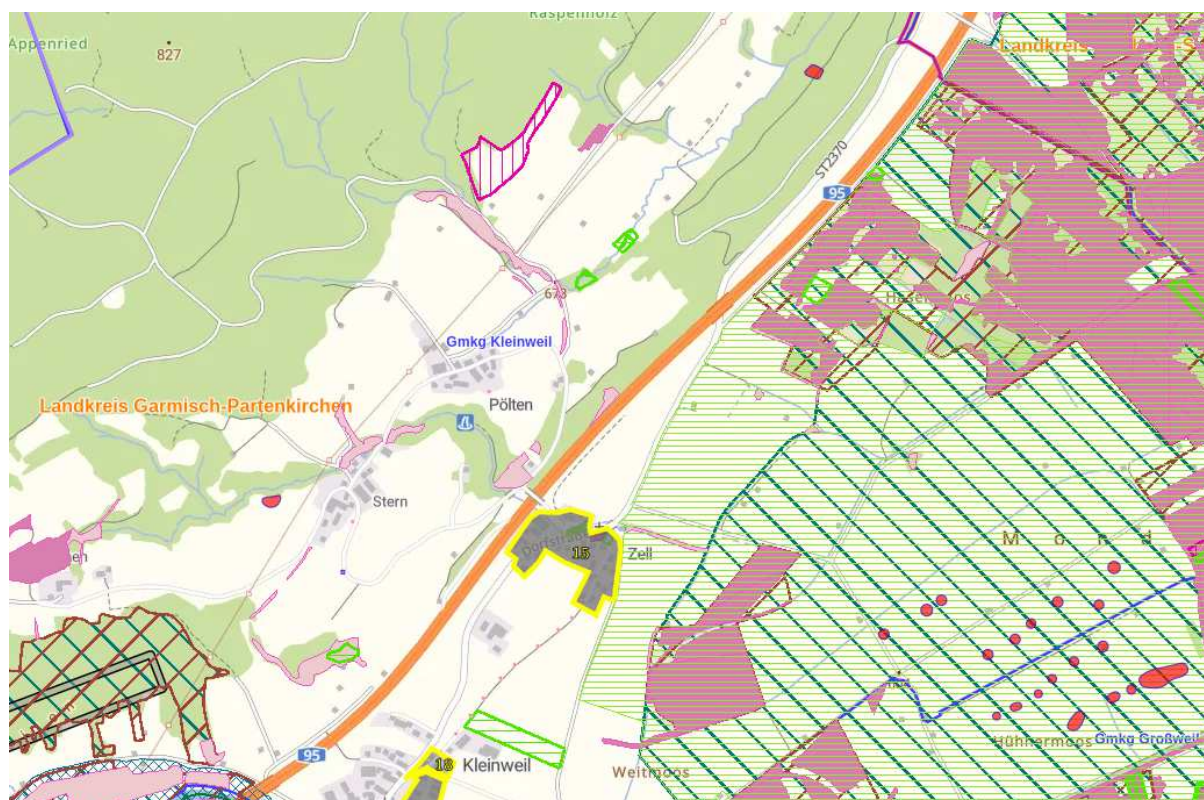 Raspenholz
Appenried
827
Landkreis
ST2370
95
673
Gmkg Kleinweil
Landkreis Garmisch-Partenkirchen
Pölten
Stern
Dorfstraß
15
Zell
M o n d
95
18
Kleinweil
Weitmoos
Hühnermoos
Gmkg Großweil